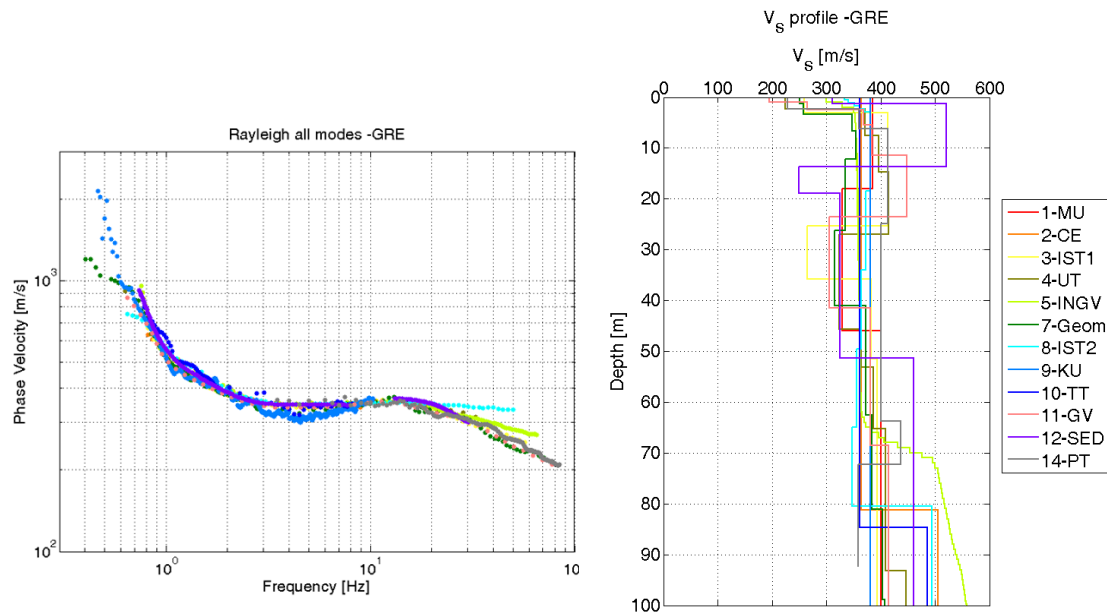 Rayleigh all modes -GRE
Phase Velocity [m/s]
10^3
10^2
10^0
10^1
10
Frequency [Hz]
V_S profile -GRE
V_S [m/s]
0 100 200 300 400 500 600
Depth [m]
0
10
20
30
40
50
60
70
80
90
100
1-MU
2-CE
3-IST1
4-UT
5-INGV
7-Geom
8-IST2
9-KU
10-TT
11-GV
12-SED
14-PT